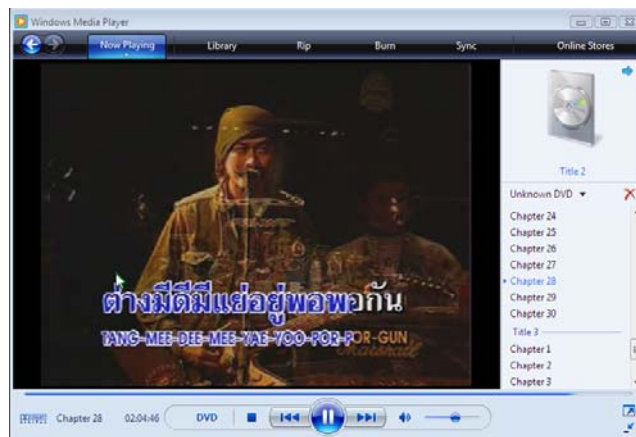 Windows Media Player
Now Playing
Library
Rip
Burn
Sync
Online Stores
Title 2
Unknown DVD
Chapter 24
Chapter 25
Chapter 26
Chapter 27
Chapter 28
Chapter 29
Chapter 30
Title 3
Chapter 1
Chapter 2
Chapter 3
ต่างมีดีมีแย่อยู่พอพอกัน
TANG-MEE-DEE-MEE-YAE-YOO-POR-POR-GUN
Marshall
Chapter 28
02:04:46
DVD